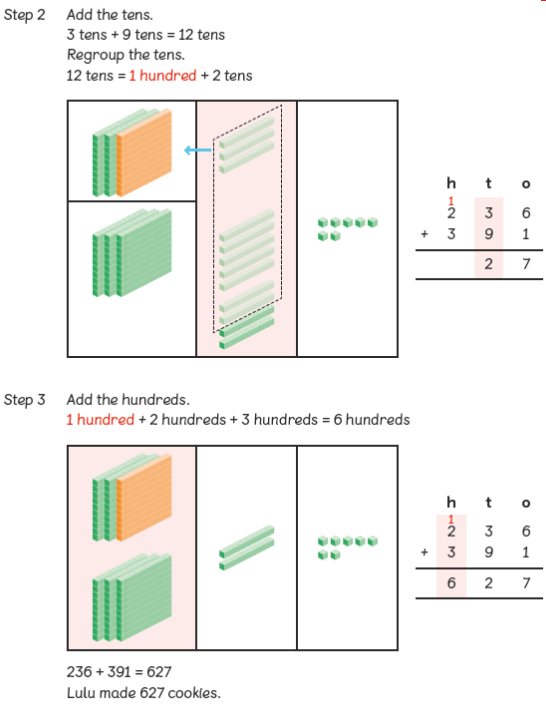 Step 2 Add the tens.
3 tens + 9 tens = 12 tens
Regroup the tens.
12 tens = 1 hundred + 2 tens
h t o
1
2 3 6
+ 3 9 1
2 7
Step 3 Add the hundreds.
1 hundred + 2 hundreds + 3 hundreds = 6 hundreds
h t o
1
2 3 6
+ 3 9 1
6 2 7
236 + 391 = 627
Lulu made 627 cookies.